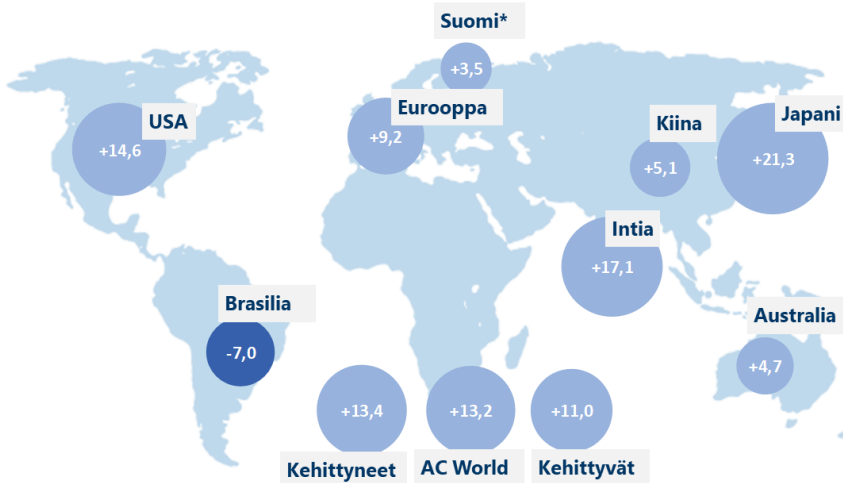 Suomi*
+3,5
USA
+14,6
Eurooppa
+9,2
Kiina
+5,1
Japani
+21,3
Intia
+17,1
Brasilia
-7,0
Australia
+4,7
+13,4
Kehittyneet
+13,2
AC World
+11,0
Kehittyvät